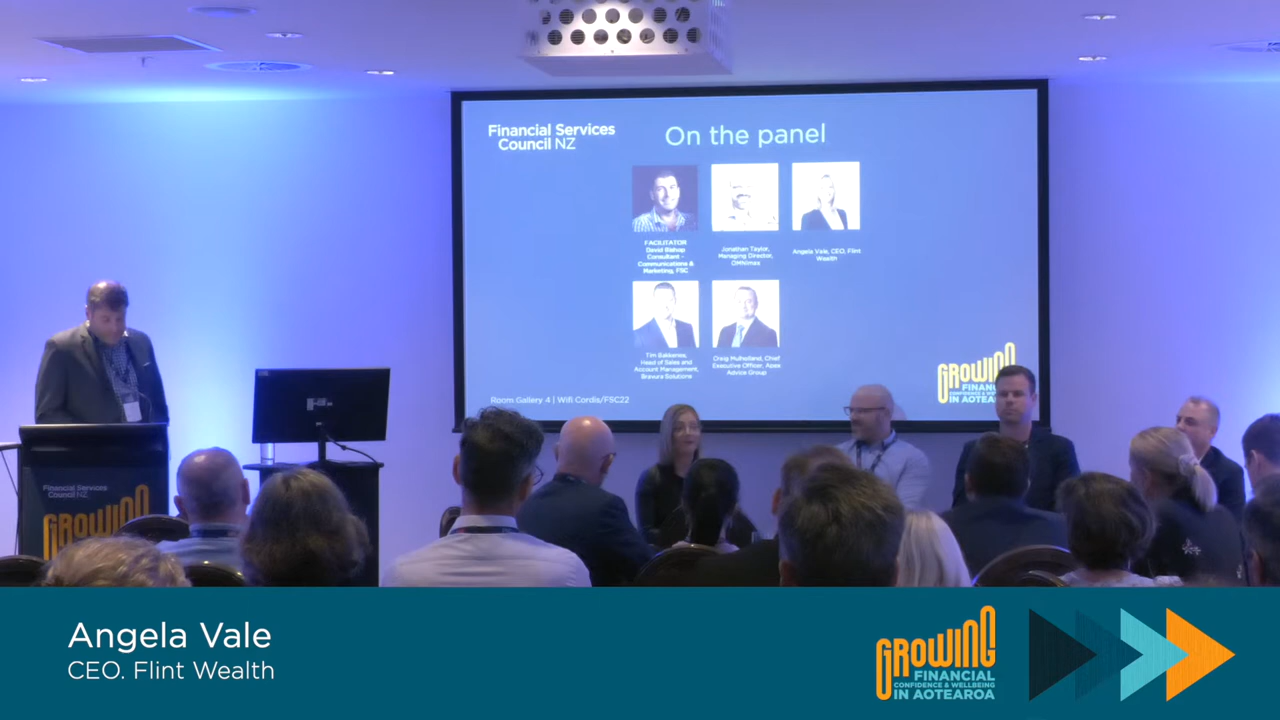 Financial Services
Council NZ
On the panel
FACILITATOR
David Bishop
Consultant -
Communications &
Marketing, FSC
Jonathan Taylor,
Managing Director,
OMNImax
Angela Vale, CEO, Flint
Wealth
Tim Bakkenes,
Head of Sales and
Account Management,
Bravura Solutions
Craig Mulholland, Chief
Executive Officer, Apex
Advice Group
Room Gallery 4 | Wifi Cordis/FSC22
GROWING
IN AOTEAROA
Financial Services
Council NZ
GROWING
Angela Vale
CEO. Flint Wealth
GROWING
FINANCIAL
CONFIDENCE & WELLBEING
IN AOTEAROA